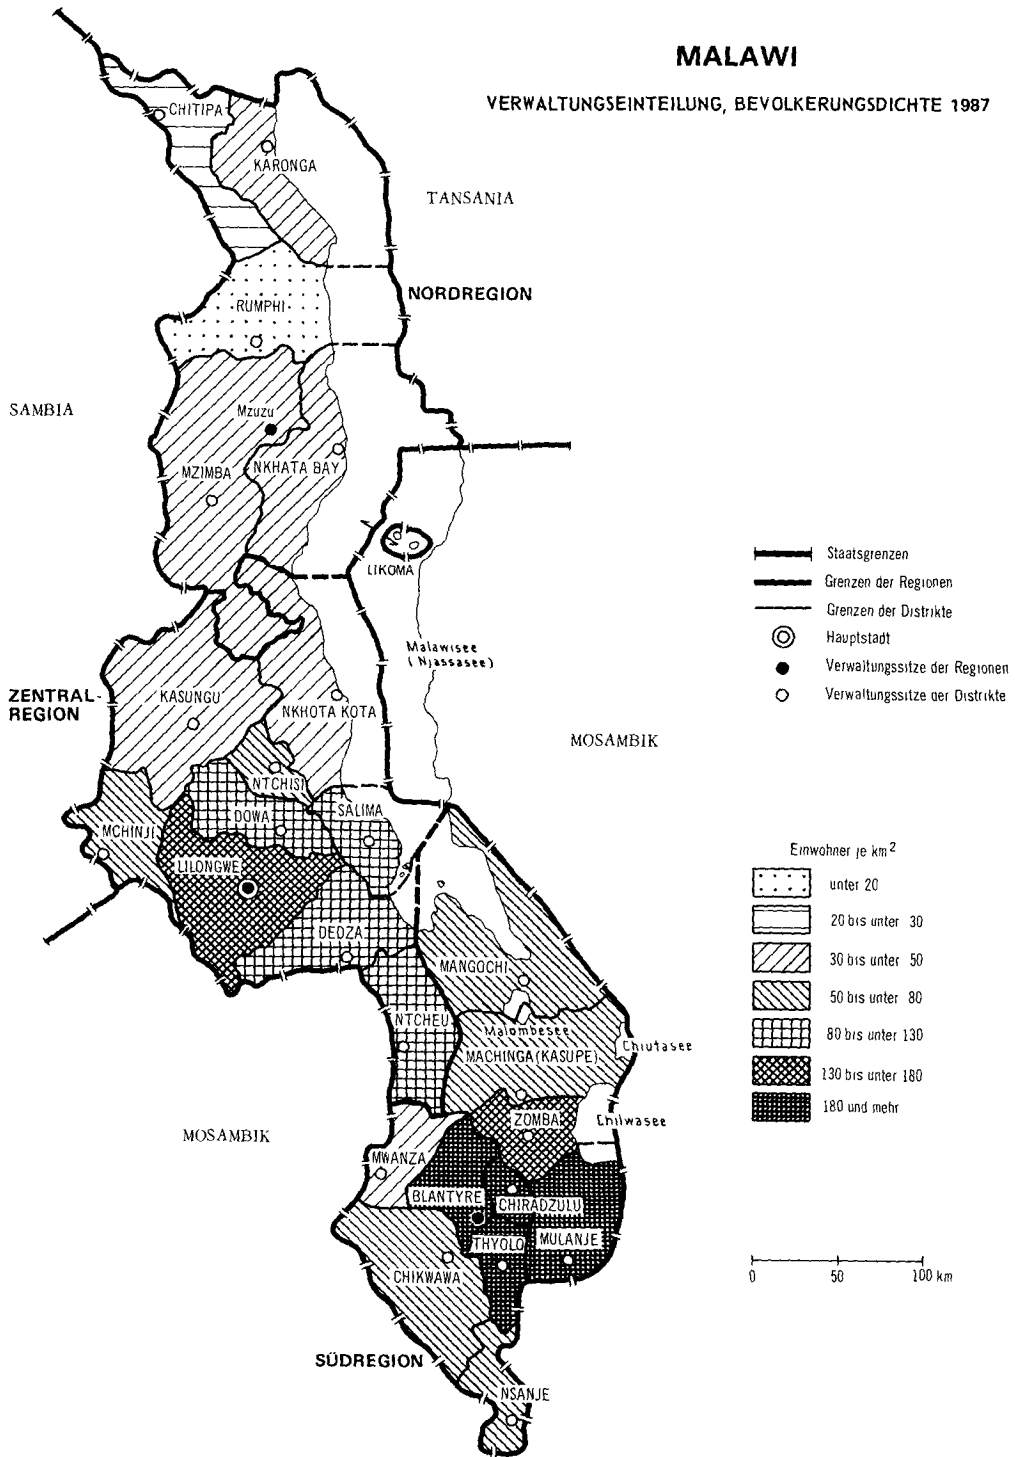 MALAWI
VERWALTUNGSEINTEILUNG, BEVOLKERUNGSDICHTE 1987
CHITIPA
KARONGA
TANSANIA
NORDREGION
RUMPHI
SAMBIA
Mzuzu
MZIMBA
NKHATA BAY
LIKOMA
Staatsgrenzen
Grenzen der Regionen
Grenzen der Distrikte
Hauptstadt
Verwaltungssitze der Regionen
Verwaltungssitze der Distrikte
Malawisee
(Njassasee)
ZENTRAL-
REGION
KASUNGU
NKHOTA KOTA
MOSAMBIK
NTCHISI
DOWA
SALIMA
MCHINJI
LILONGWE
DEDZA
MANGOCHI
NTCHEU
Malombesee
MACHINGA (KASUPE)
Chiutasee
Einwohner je km²
unter 20
20 bis unter 30
30 bis unter 50
50 bis unter 80
80 bis unter 130
130 bis unter 180
180 und mehr
ZOMBA
Chilwasee
MOSAMBIK
MWANZA
BLANTYRE
CHIRADZULU
THYOLO
MULANJE
CHIKWAWA
0 50 100 km
SÜDREGION
NSANJE